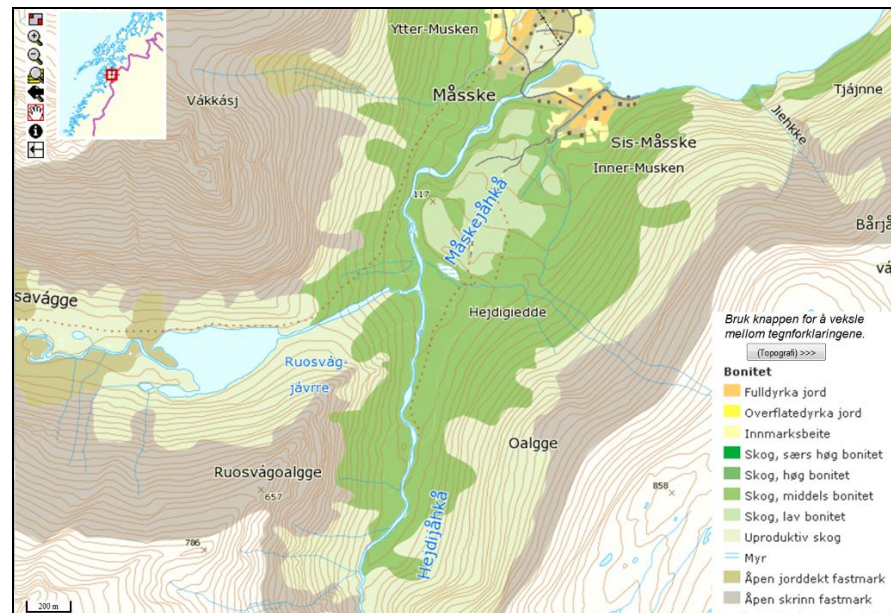 Ytter-Musken
Vákkásj
Måsske
Tjájnne
Jiehkke
Sis-Måsske
Inner-Musken
117
Måskejåhkå
Bårjå
vá
savágge
Hejdigiedde
Ruosvág-
jávrre
Oalgge
Ruosvágoalgge
657
858
786
Hejdijåhkå
200 m
Bruk knappen for å veksle
mellom tegnforklaringene.
(Topografi) >>>
Bonitet
Fulldyrka jord
Overflatedyrka jord
Innmarksbeite
Skog, særs høg bonitet
Skog, høg bonitet
Skog, middels bonitet
Skog, lav bonitet
Uproduktiv skog
Myr
Åpen jorddekt fastmark
Åpen skrinn fastmark